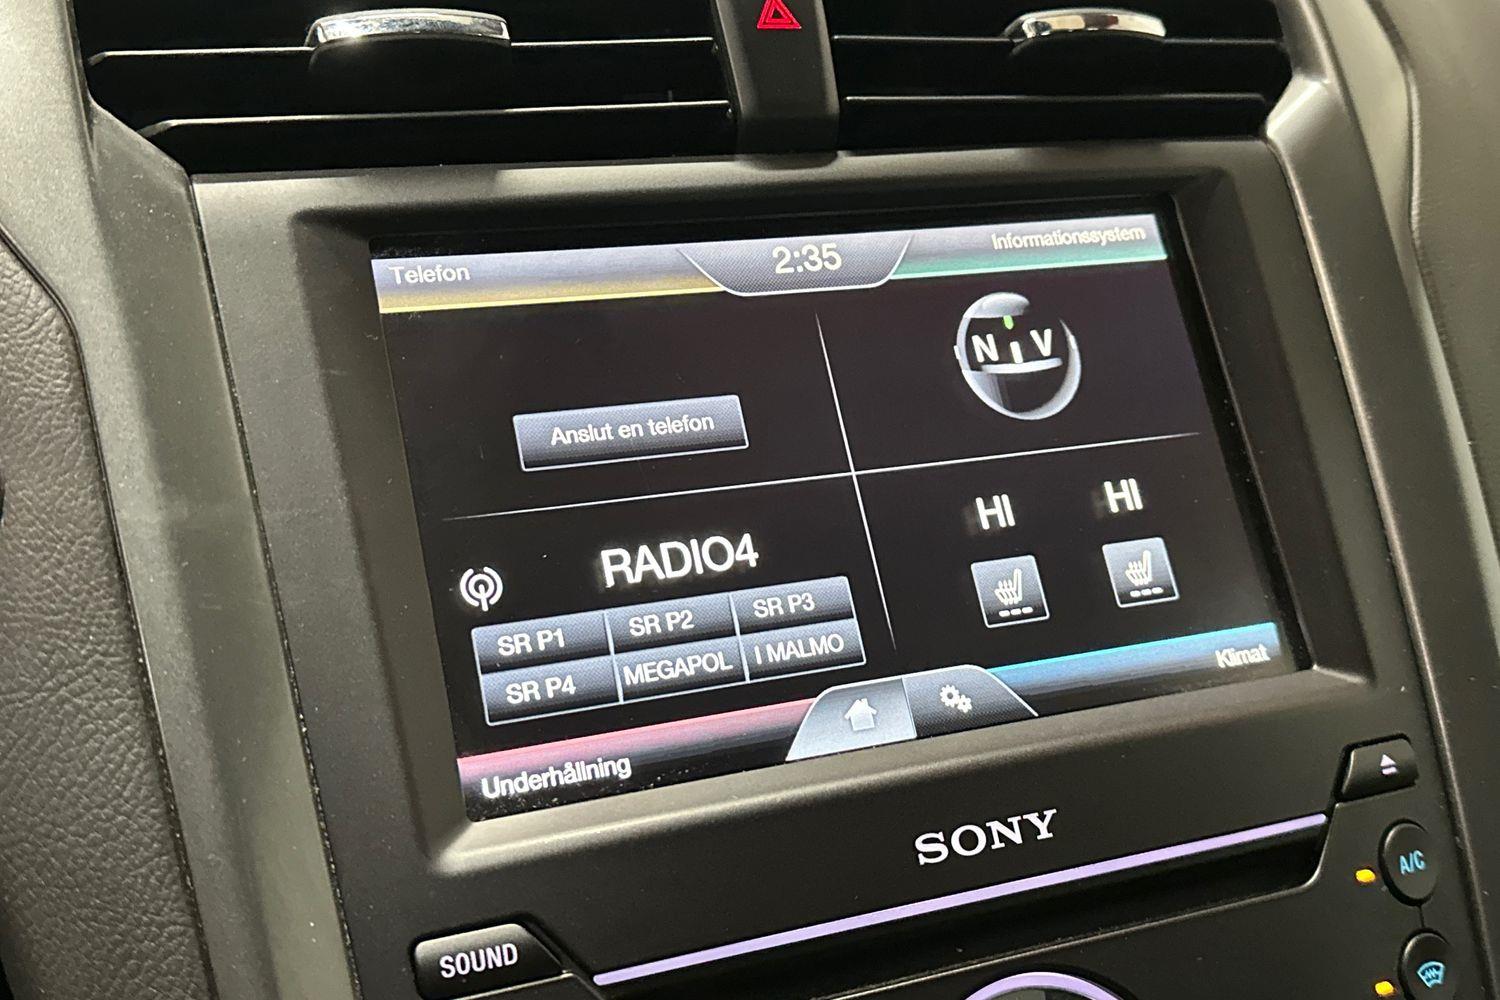 Telefon
2:35
Informationssystem
N V
Anslut en telefon
HI HI
RADIO4
SR P1 SR P2 SR P3
SR P4 MEGAPOL I MALMO
Klimat
Underhållning
SONY
A/C
SOUND